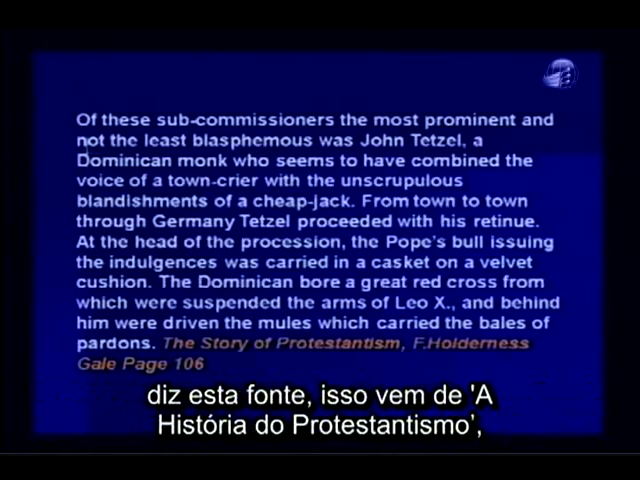 Of these sub-commissioners the most prominent and
not the least blasphemous was John Tetzel, a
Dominican monk who seems to have combined the
voice of a town-crier with the unscrupulous
blandishments of a cheap-jack. From town to town
through Germany Tetzel proceeded with his retinue.
At the head of the procession, the Pope's bull issuing
the indulgences was carried in a casket on a velvet
cushion. The Dominican bore a great red cross from
which were suspended the arms of Leo X., and behind
him were driven the mules which carried the bales of
pardons. The Story of Protestantism, F.Holderness
Gale Page 106
diz esta fonte, isso vem de 'A
História do Protestantismo',